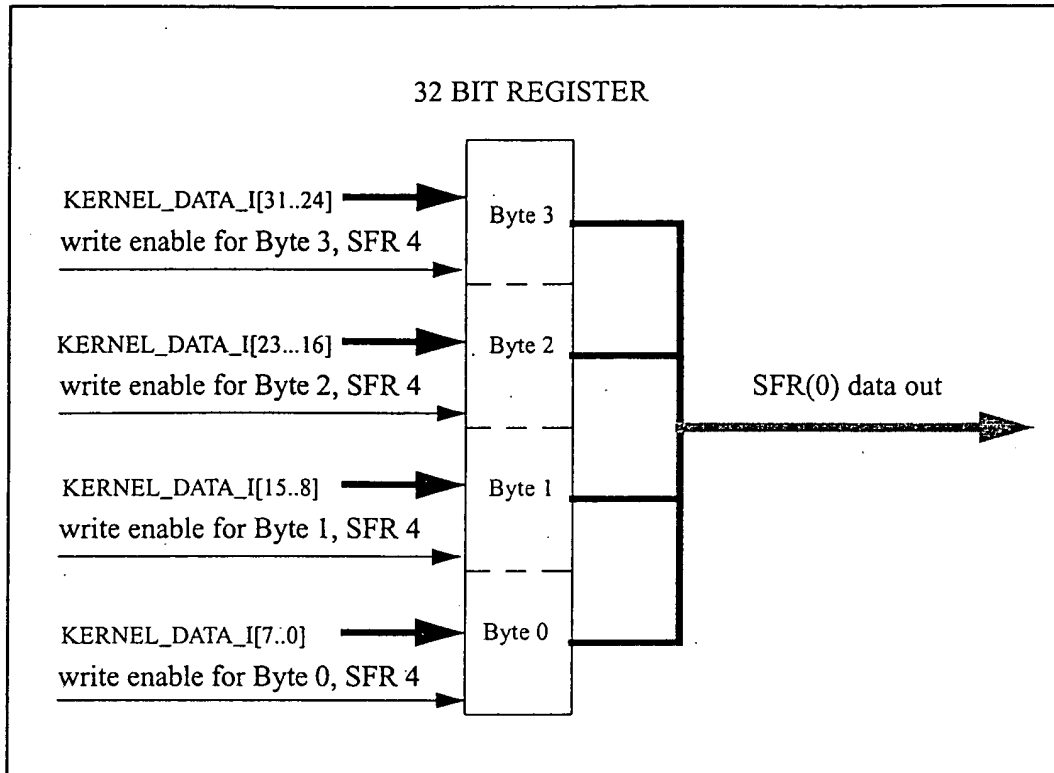 32 BIT REGISTER
KERNEL_DATA_I[31..24]
write enable for Byte 3, SFR 4
Byte 3
KERNEL_DATA_I[23...16]
write enable for Byte 2, SFR 4
Byte 2
SFR(0) data out
KERNEL_DATA_I[15..8]
write enable for Byte 1, SFR 4
Byte 1
KERNEL_DATA_I[7..0]
write enable for Byte 0, SFR 4
Byte 0